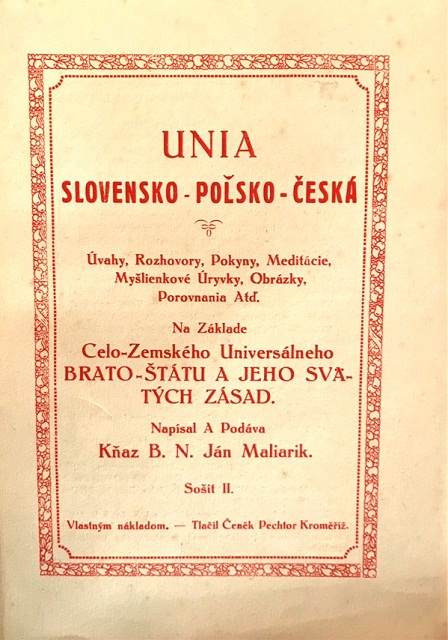 UNIA
SLOVENSKO - POĽSKO - ČESKÁ
Úvahy, Rozhovory, Pokyny, Meditácie,
Myšlienkové Úryvky, Obrázky,
Porovnania Atď.
Na Základe
Celo-Zemského Universálneho
BRATO-ŠTÁTU A JEHO SVÄ-
TÝCH ZÁSAD.
Napísal A Podáva
Kňaz B. N. Ján Maliarik.
Sošit II.
Vlastným nákladom. — Tlačil Čeněk Pechtor Kroměříž.